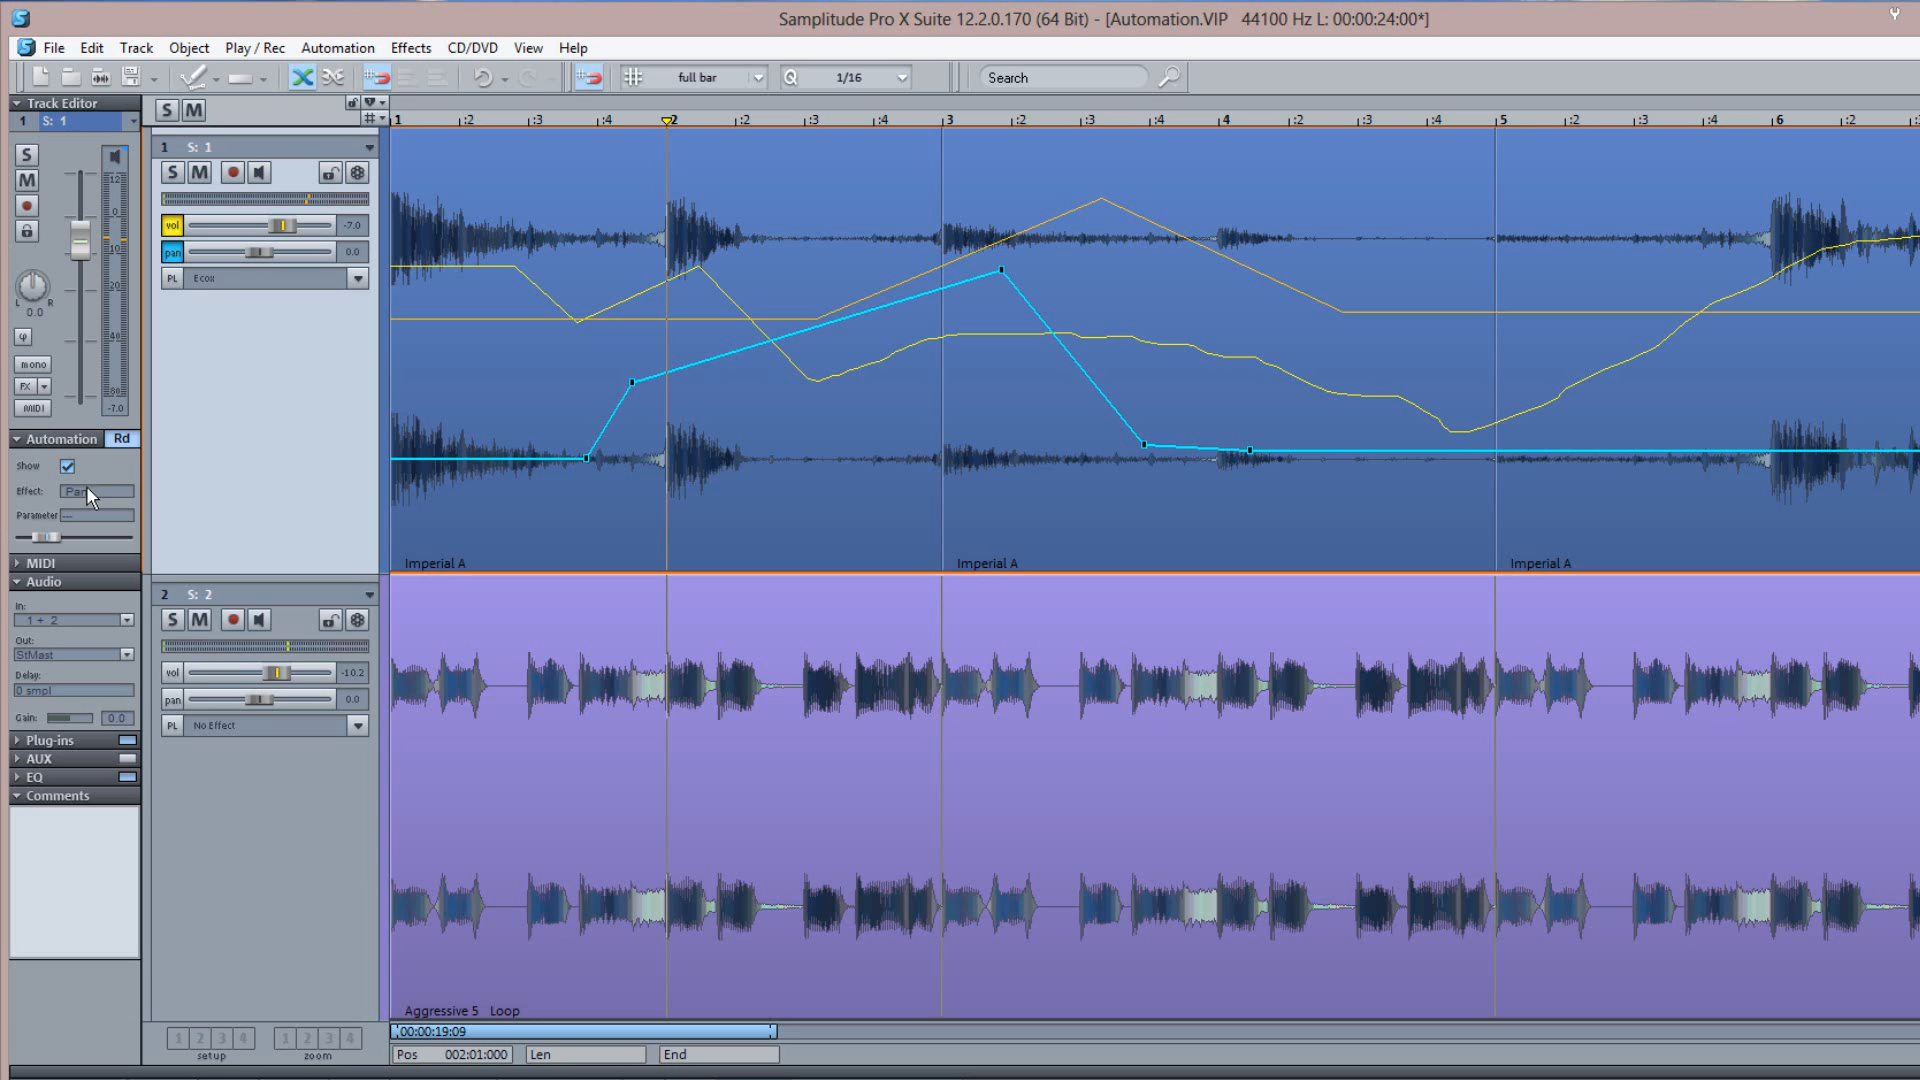 Samplitude Pro X Suite 12.2.0.170 (64 Bit) - [Automation.VIP   44100 Hz L: 00:00:24:00*]
File Edit Track Object Play / Rec Automation Effects CD/DVD View Help
full bar Q 1/16 Search
Track Editor
1 S: 1
S M
1 :2 :3 :4 2 :2 :3 :4 3 :2 :3 :4 4 :2 :3 :4 5 :2 :3 :4 6 :2
1 S: 1
S
M
12
0
10
20
40
60
L R
0.0
φ
mono
FX
MIDI
-7.0
S M
vol -7.0
pan 0.0
PL Ecox
Automation Rd
Show
Effect: Pan
Parameter ---
MIDI
Audio
In:
1 + 2
Out:
StMast
Delay:
0 smpl
Gain: 0.0
Plug-ins
AUX
EQ
Comments
Imperial A
Imperial A
Imperial A
2 S: 2
S M
vol -10.2
pan 0.0
PL No Effect
Aggressive 5 Loop
1 2 3 4
setup
1 2 3 4
zoom
00:00:19:09
Pos 002:01:000 Len End